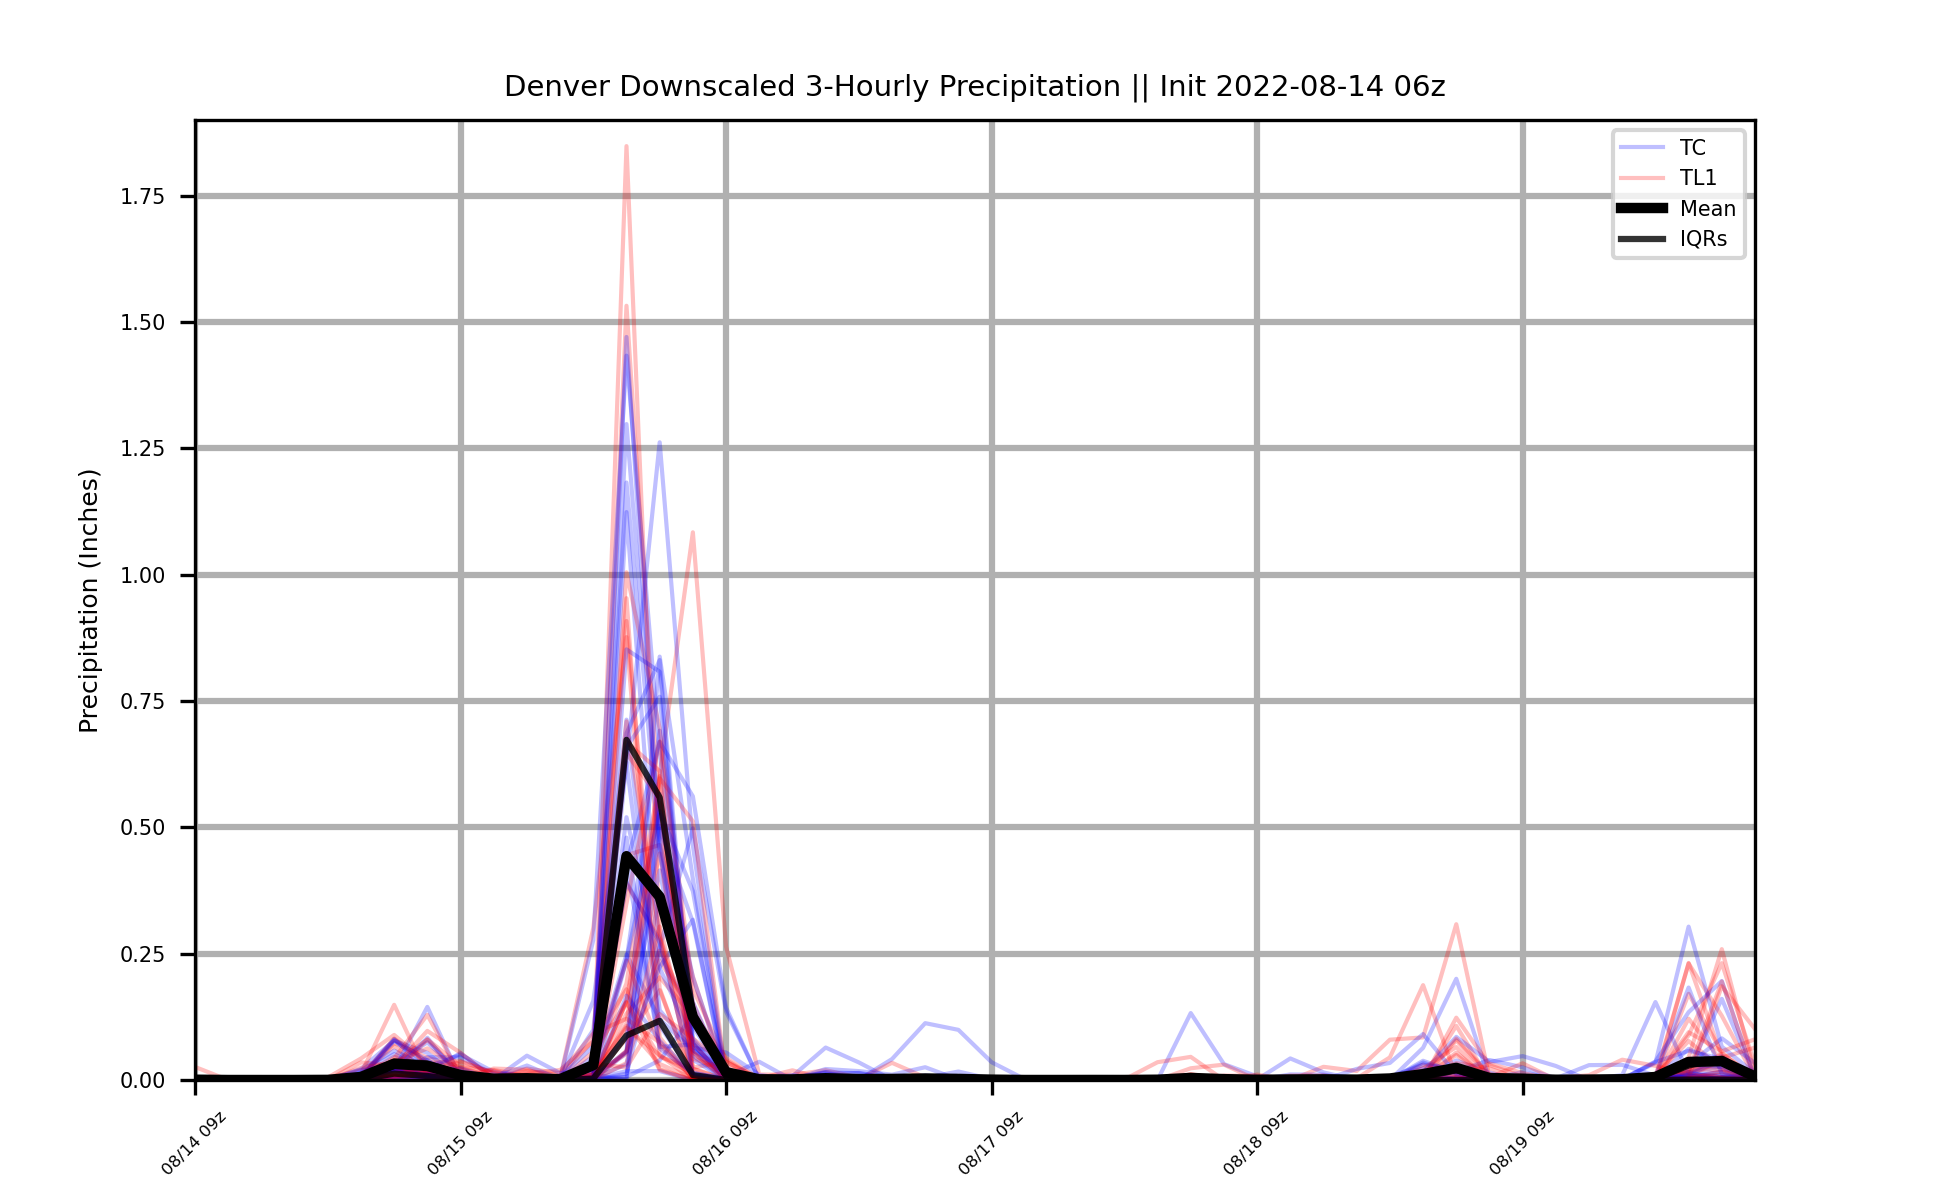 Denver Downscaled 3-Hourly Precipitation || Init 2022-08-14 06z
TC
TL1
Mean
IQRs
Precipitation (Inches)
1.75
1.50
1.25
1.00
0.75
0.50
0.25
0.00
08/14 09z
08/15 09z
08/16 09z
08/17 09z
08/18 09z
08/19 09z